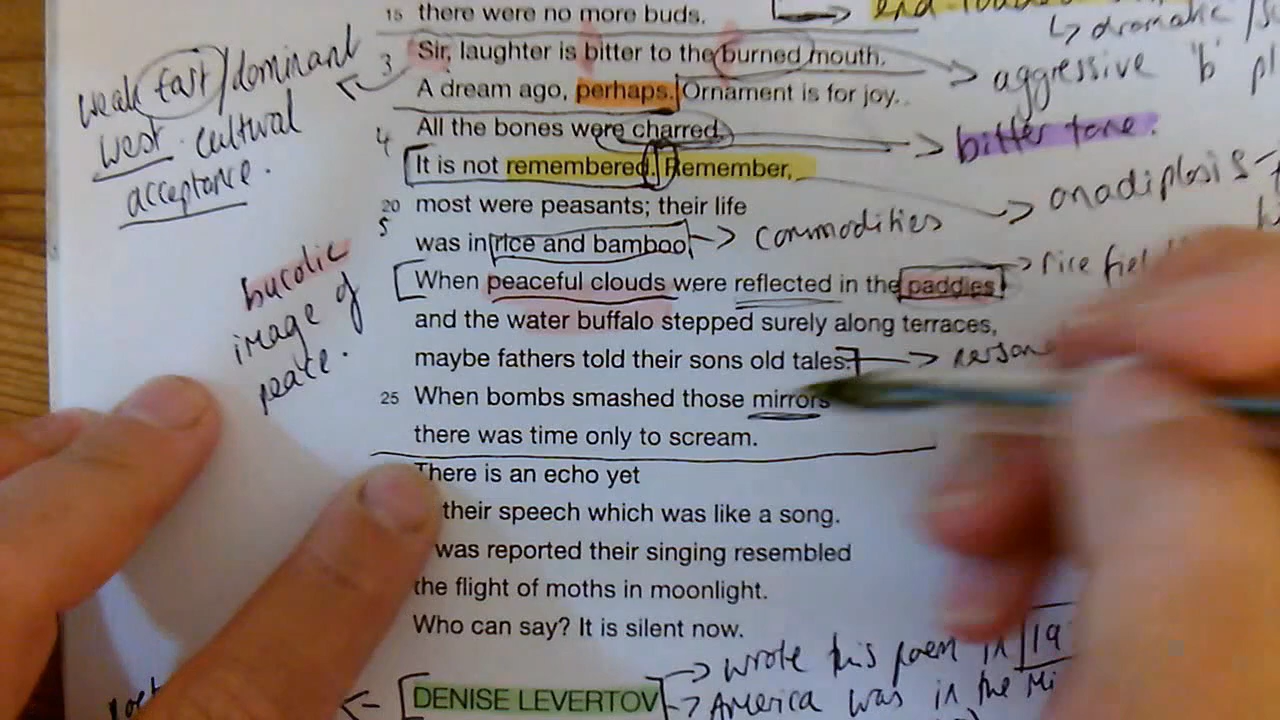 15 there were no more buds.
dramatic /
3 Sir, laughter is bitter to the burned mouth.
aggressive 'b' pl
weak east/dominant
west. cultural
acceptance.
A dream ago, perhaps. Ornament is for joy.
4 All the bones were charred.
bitter tone.
It is not remembered. Remember,
anadiplosis
20 most were peasants; their life
5 was in rice and bamboo
commodities
When peaceful clouds were reflected in the paddies
rice
bucolic
image of
peace.
and the water buffalo stepped surely along terraces,
maybe fathers told their sons old tales.
25 When bombs smashed those mirrors
there was time only to scream.
There is an echo yet
their speech which was like a song.
was reported their singing resembled
the flight of moths in moonlight.
Who can say? It is silent now.
wrote this poem in 19
DENISE LEVERTOV
America was in the